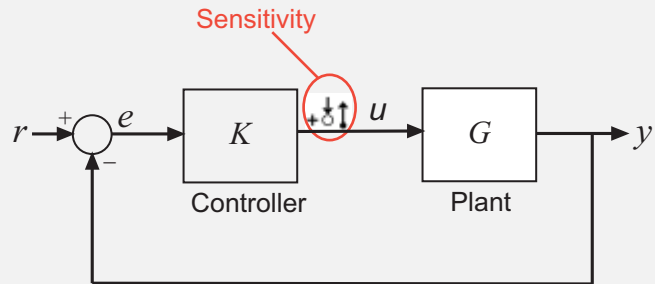 Sensitivity
r + − e K + u G y
Controller
Plant